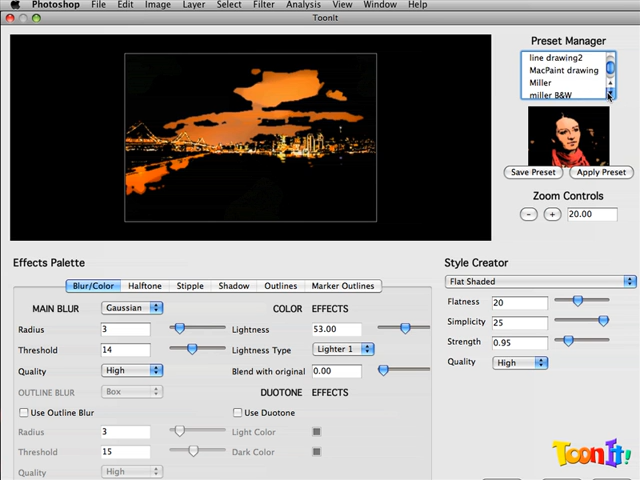 Photoshop File Edit Image Layer Select Filter Analysis View Window Help
ToonIt
Preset Manager
line drawing2
MacPaint drawing
Miller
miller B&W
Save Preset Apply Preset
Zoom Controls
- + 20.00
Effects Palette
Blur/Color Halftone Stipple Shadow Outlines Marker Outlines
MAIN BLUR Gaussian
Radius 3
Threshold 14
Quality High
OUTLINE BLUR Box
Use Outline Blur
Radius 3
Threshold 15
Quality High
COLOR EFFECTS
Lightness 53.00
Lightness Type Lighter 1
Blend with original 0.00
DUOTONE EFFECTS
Use Duotone
Light Color
Dark Color
Style Creator
Flat Shaded
Flatness 20
Simplicity 25
Strength 0.95
Quality High
ToonIt!